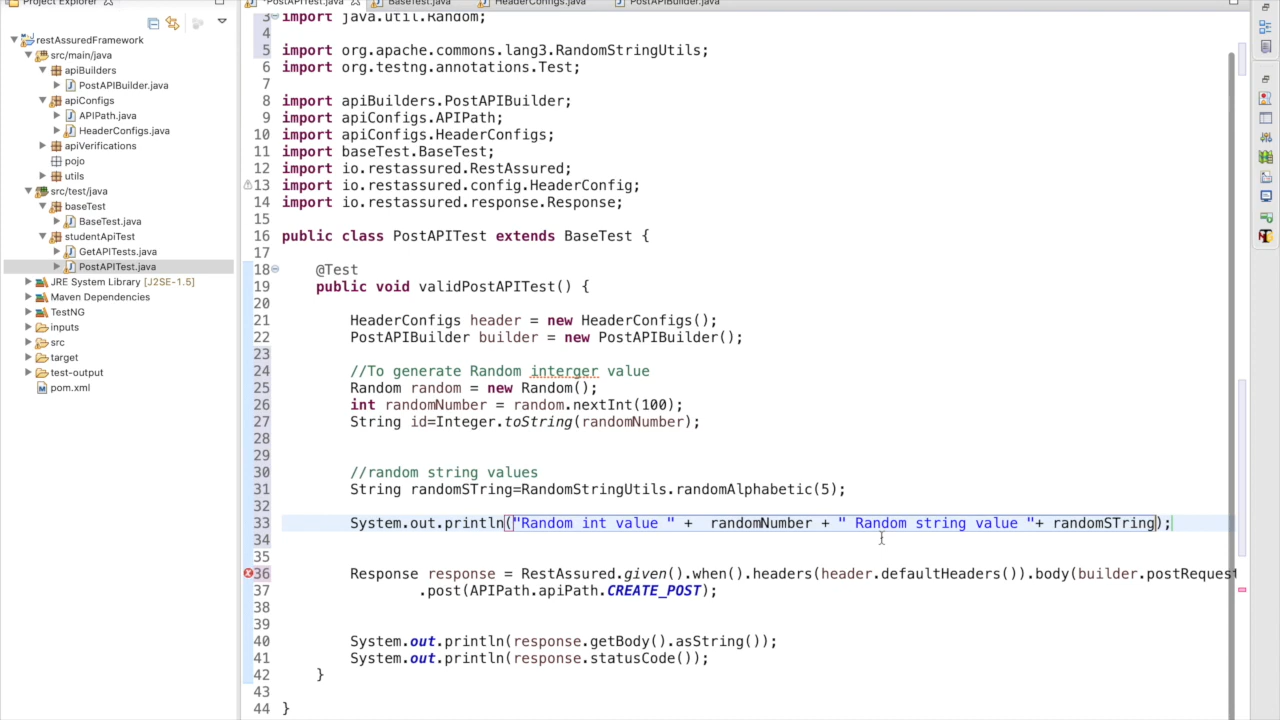 Project Explorer
*PostAPITest.java
BaseTest.java
HeaderConfigs.java
PostAPIBuilder.java
restAssuredFramework
src/main/java
apiBuilders
PostAPIBuilder.java
apiConfigs
APIPath.java
HeaderConfigs.java
apiVerifications
pojo
utils
src/test/java
baseTest
BaseTest.java
studentApiTest
GetAPITests.java
PostAPITest.java
JRE System Library [J2SE-1.5]
Maven Dependencies
TestNG
inputs
src
target
test-output
pom.xml
3 import java.util.Random;
4
5 import org.apache.commons.lang3.RandomStringUtils;
6 import org.testng.annotations.Test;
7
8 import apiBuilders.PostAPIBuilder;
9 import apiConfigs.APIPath;
10 import apiConfigs.HeaderConfigs;
11 import baseTest.BaseTest;
12 import io.restassured.RestAssured;
13 import io.restassured.config.HeaderConfig;
14 import io.restassured.response.Response;
15
16 public class PostAPITest extends BaseTest {
17
18 @Test
19 public void validPostAPITest() {
20
21 HeaderConfigs header = new HeaderConfigs();
22 PostAPIBuilder builder = new PostAPIBuilder();
23
24 //To generate Random interger value
25 Random random = new Random();
26 int randomNumber = random.nextInt(100);
27 String id=Integer.toString(randomNumber);
28
29
30 //random string values
31 String randomSTring=RandomStringUtils.randomAlphabetic(5);
32
33 System.out.println("Random int value " +  randomNumber + " Random string value "+ randomSTring);
34
35
36 Response response = RestAssured.given().when().headers(header.defaultHeaders()).body(builder.postRequest
37 .post(APIPath.apiPath.CREATE_POST);
38
39
40 System.out.println(response.getBody().asString());
41 System.out.println(response.statusCode());
42 }
43
44 }